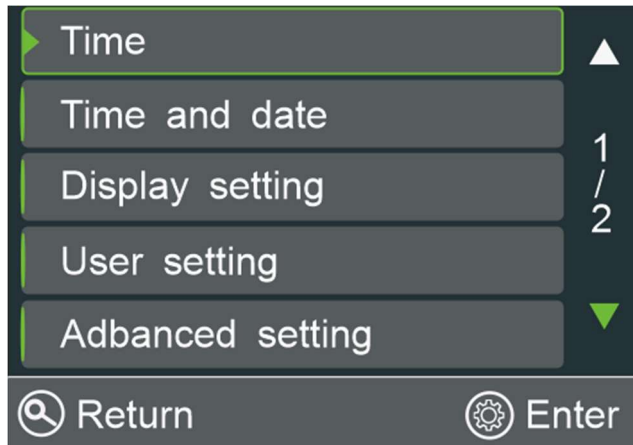 Time
Time and date
Display setting
User setting
Adbanced setting
1
/
2
Return
Enter